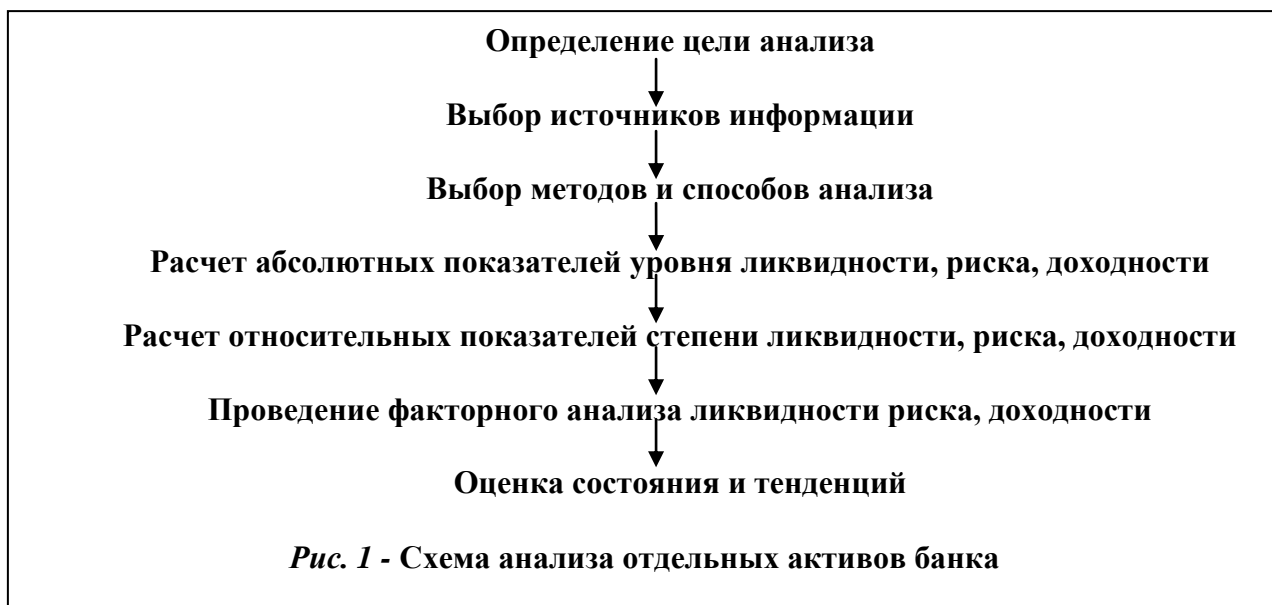 Определение цели анализа
Выбор источников информации
Выбор методов и способов анализа
Расчет абсолютных показателей уровня ликвидности, риска, доходности
Расчет относительных показателей степени ликвидности, риска, доходности
Проведение факторного анализа ликвидности риска, доходности
Оценка состояния и тенденций
Рис. 1 - Схема анализа отдельных активов банка